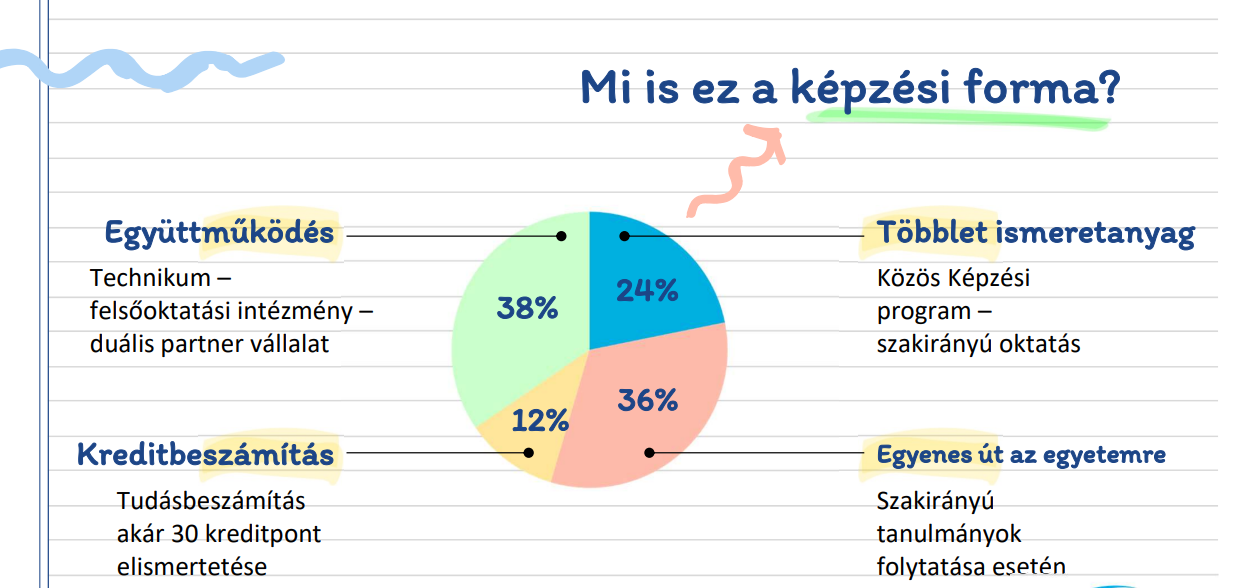 Mi is ez a képzési forma?
Együttműködés
Technikum –
felsőoktatási intézmény –
duális partner vállalat
38%
24%
Többlet ismeretanyag
Közös Képzési
program –
szakirányú oktatás
Kreditbeszámítás
Tudásbeszámítás
akár 30 kreditpont
elismertetése
12%
36%
Egyenes út az egyetemre
Szakirányú
tanulmányok
folytatása esetén